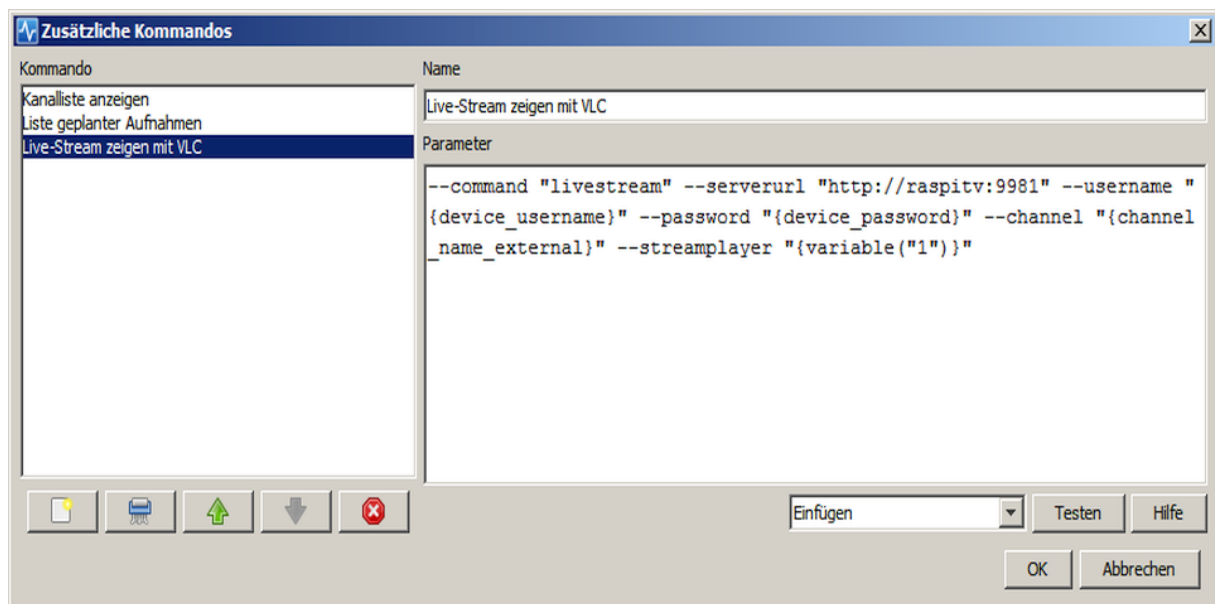 Zusätzliche Kommandos
Kommando
Kanalliste anzeigen
Liste geplanter Aufnahmen
Live-Stream zeigen mit VLC
Name
Live-Stream zeigen mit VLC
Parameter
--command "livestream" --serverurl "http://raspitv:9981" --username "
{device_username}" --password "{device_password}" --channel "{channel
_name_external}" --streamplayer "{variable("1")}"
Einfügen
Testen
Hilfe
OK
Abbrechen